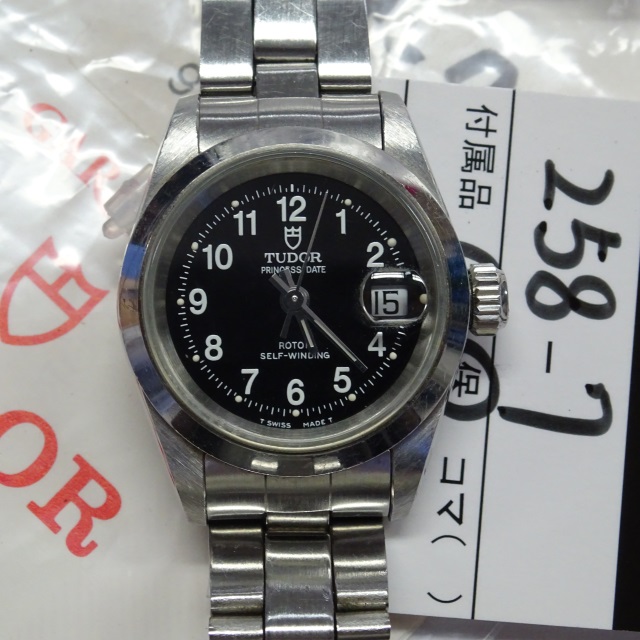 12
11
1
10
2
9
15
8
4
7
5
6
TUDOR
PRINCESS DATE
ROTOR
SELF-WINDING
T SWISS MADE T
258-7
付属品
保
コマ( )
OR